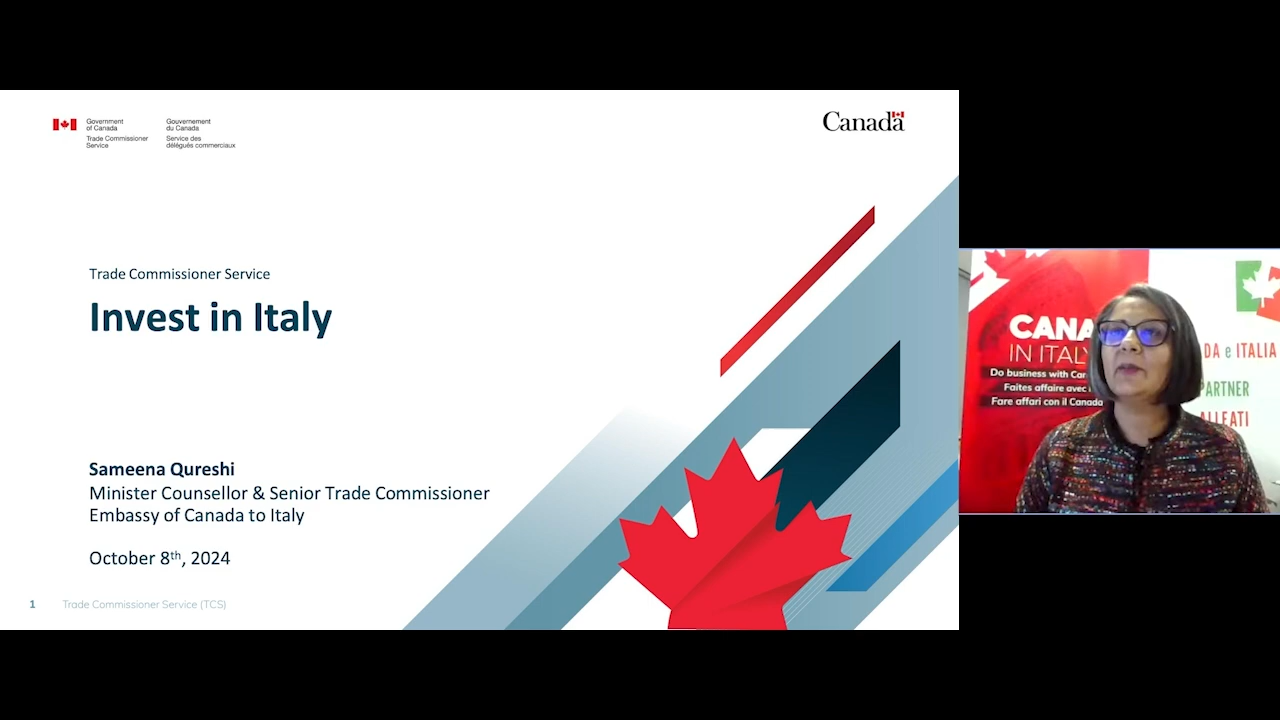 Government
of Canada
Trade Commissioner
Service
Gouvernement
du Canada
Service des
délégués commerciaux
Canada
Trade Commissioner Service
Invest in Italy
Sameena Qureshi
Minister Counsellor & Senior Trade Commissioner
Embassy of Canada to Italy
October 8th, 2024
1 Trade Commissioner Service (TCS)
CANA
IN ITALY
Do business with Can
Faites affaire avec
Fare affari con il Canada
DA e ITALIA
PARTNER
ALLEATI